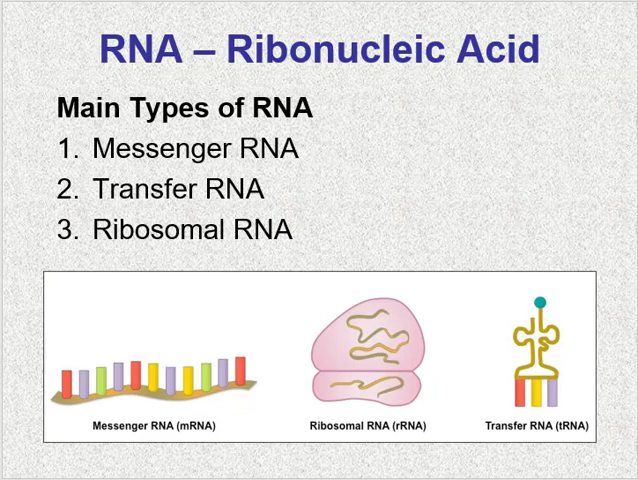 RNA – Ribonucleic Acid
Main Types of RNA
1. Messenger RNA
2. Transfer RNA
3. Ribosomal RNA
Messenger RNA (mRNA)
Ribosomal RNA (rRNA)
Transfer RNA (tRNA)